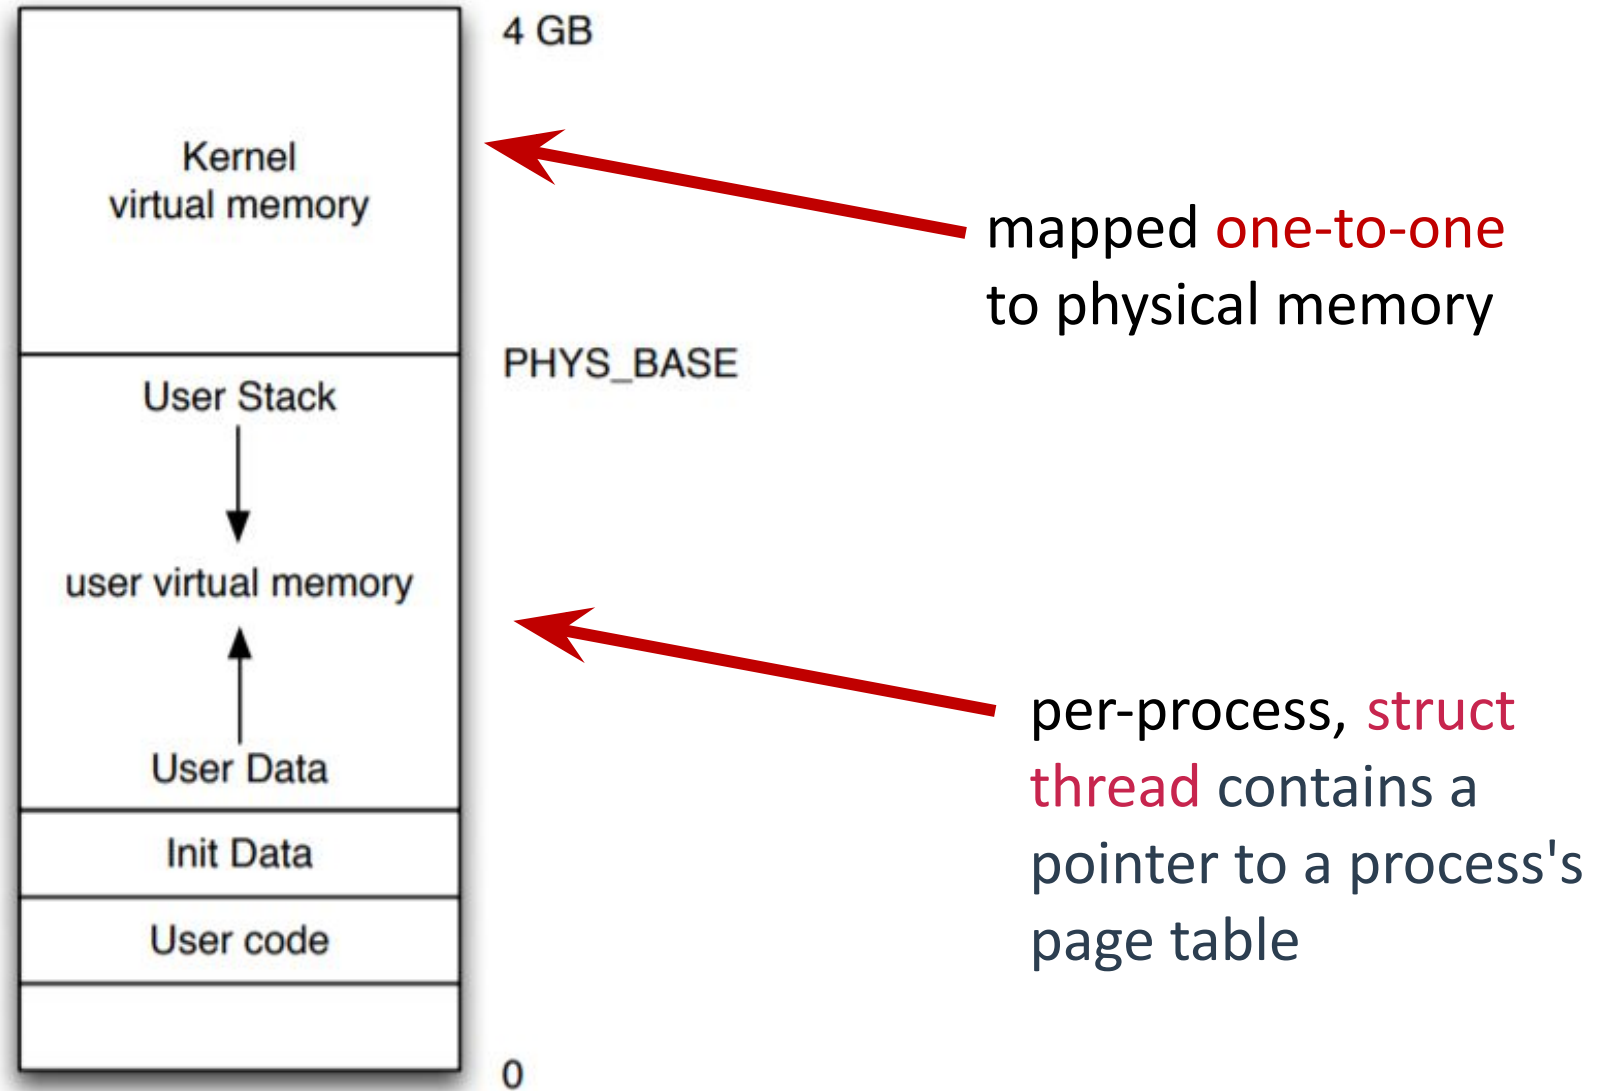 4 GB
Kernel
virtual memory
mapped one-to-one
to physical memory
PHYS_BASE
User Stack
user virtual memory
per-process, struct
thread contains a
pointer to a process's
page table
User Data
Init Data
User code
0